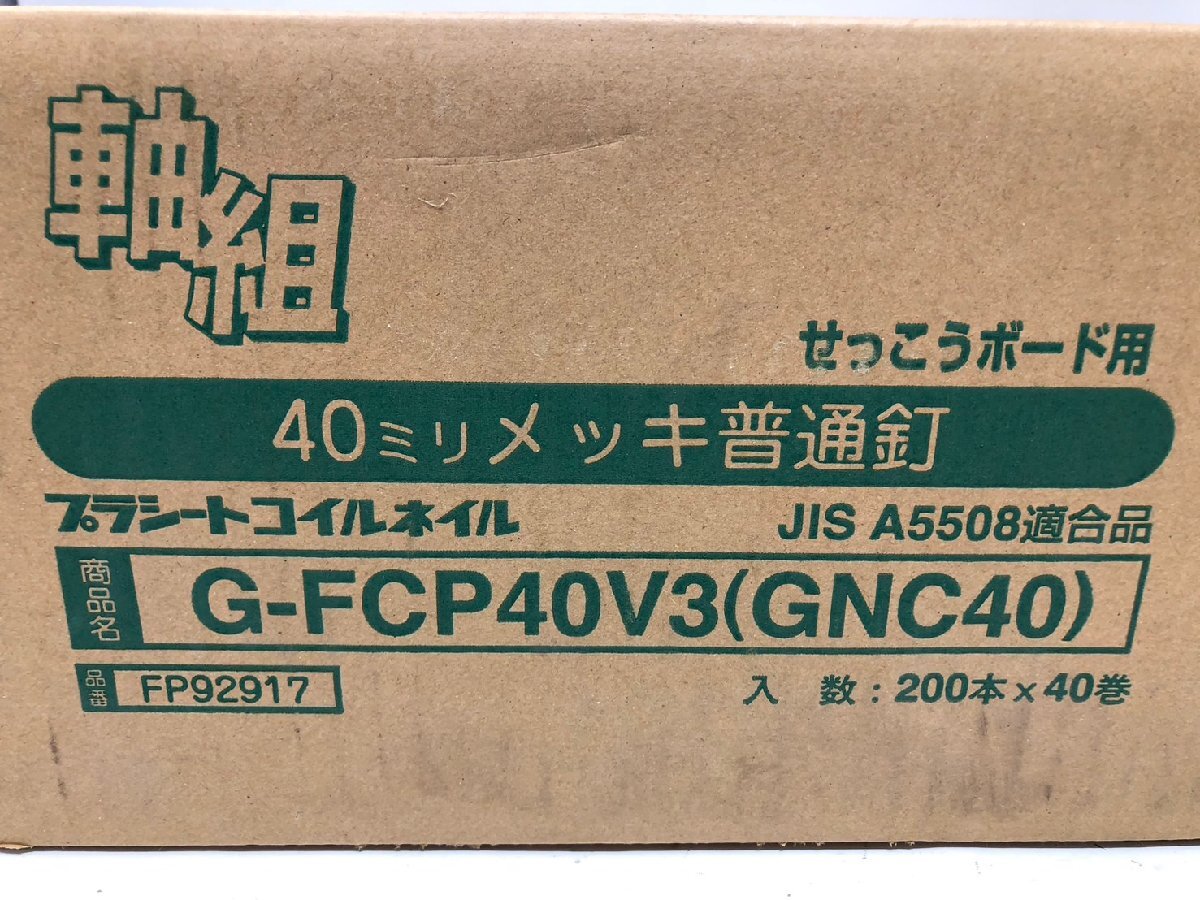 軸組
せっこうボード用
40ミリメッキ普通釘
プラシートコイルネイル
JIS A5508適合品
商品名 G-FCP40V3(GNC40)
品番 FP92917
入 数：200本×40巻